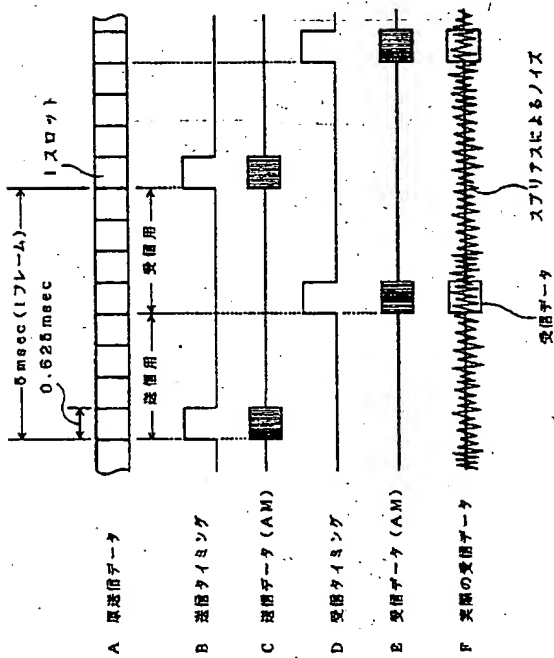 5msec(1フレーム)
0.625msec
1スロット
送信用
受信用
A 原送信データ
B 送信タイミング
C 送信データ(AM)
D 受信タイミング
E 受信データ(AM)
F 実際の受信データ
受信データ
スプリアスによるノイズ